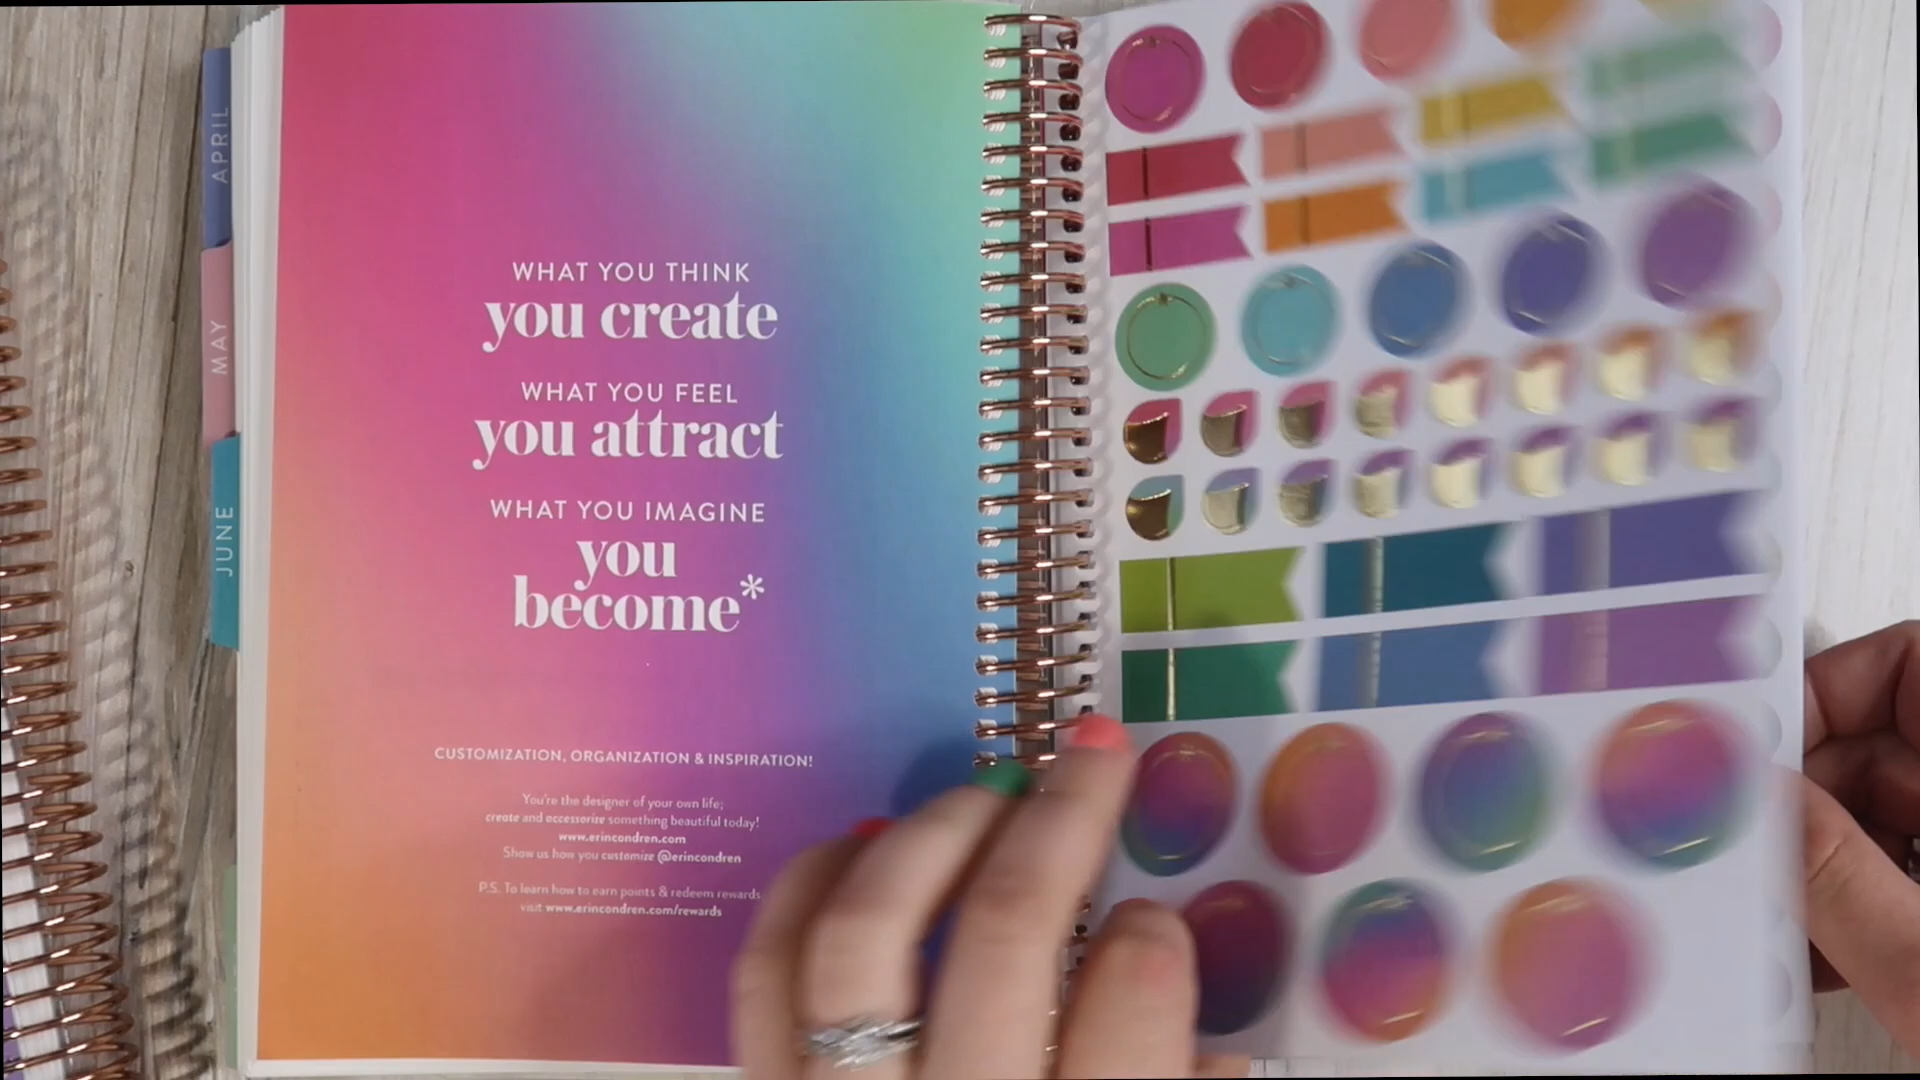 APRIL
MAY
JUNE
WHAT YOU THINK
you create
WHAT YOU FEEL
you attract
WHAT YOU IMAGINE
you
become*
CUSTOMIZATION, ORGANIZATION & INSPIRATION!
You're the designer of your own life;
create and accessorize something beautiful today!
www.erincondren.com
Show us how you customize @erincondren
P.S. To learn how to earn points & redeem rewards
visit www.erincondren.com/rewards